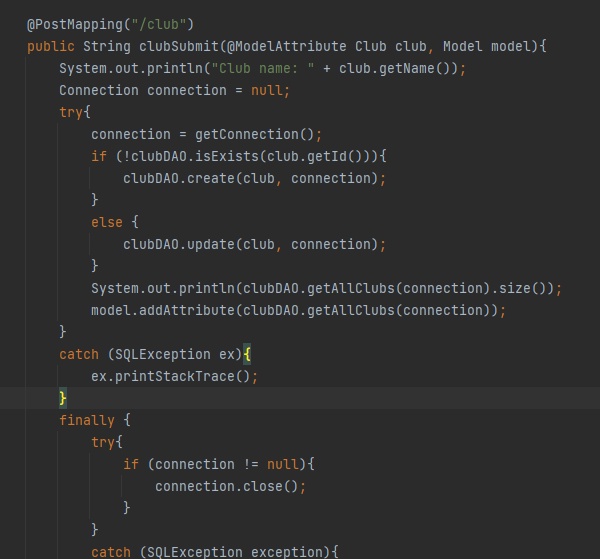 @PostMapping("/club")
public String clubSubmit(@ModelAttribute Club club, Model model){
System.out.println("Club name: " + club.getName());
Connection connection = null;
try{
connection = getConnection();
if (!clubDAO.isExists(club.getId())){
clubDAO.create(club, connection);
}
else {
clubDAO.update(club, connection);
}
System.out.println(clubDAO.getAllClubs(connection).size());
model.addAttribute(clubDAO.getAllClubs(connection));
}
catch (SQLException ex){
ex.printStackTrace();
}
finally {
try{
if (connection != null){
connection.close();
}
}
catch (SQLException exception){